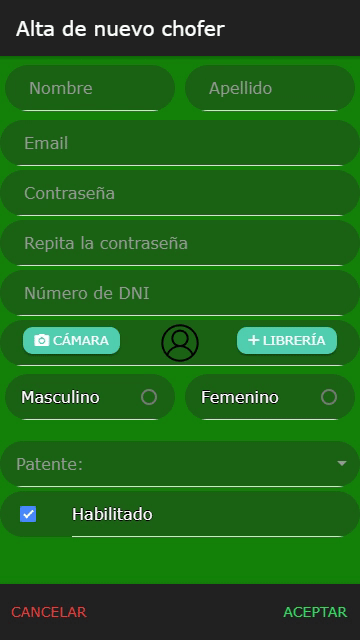 Alta de nuevo chofer
Nombre Apellido
Email
Contraseña
Repita la contraseña
Número de DNI
CÁMARA LIBRERÍA
Masculino Femenino
Patente:
Habilitado
CANCELAR ACEPTAR